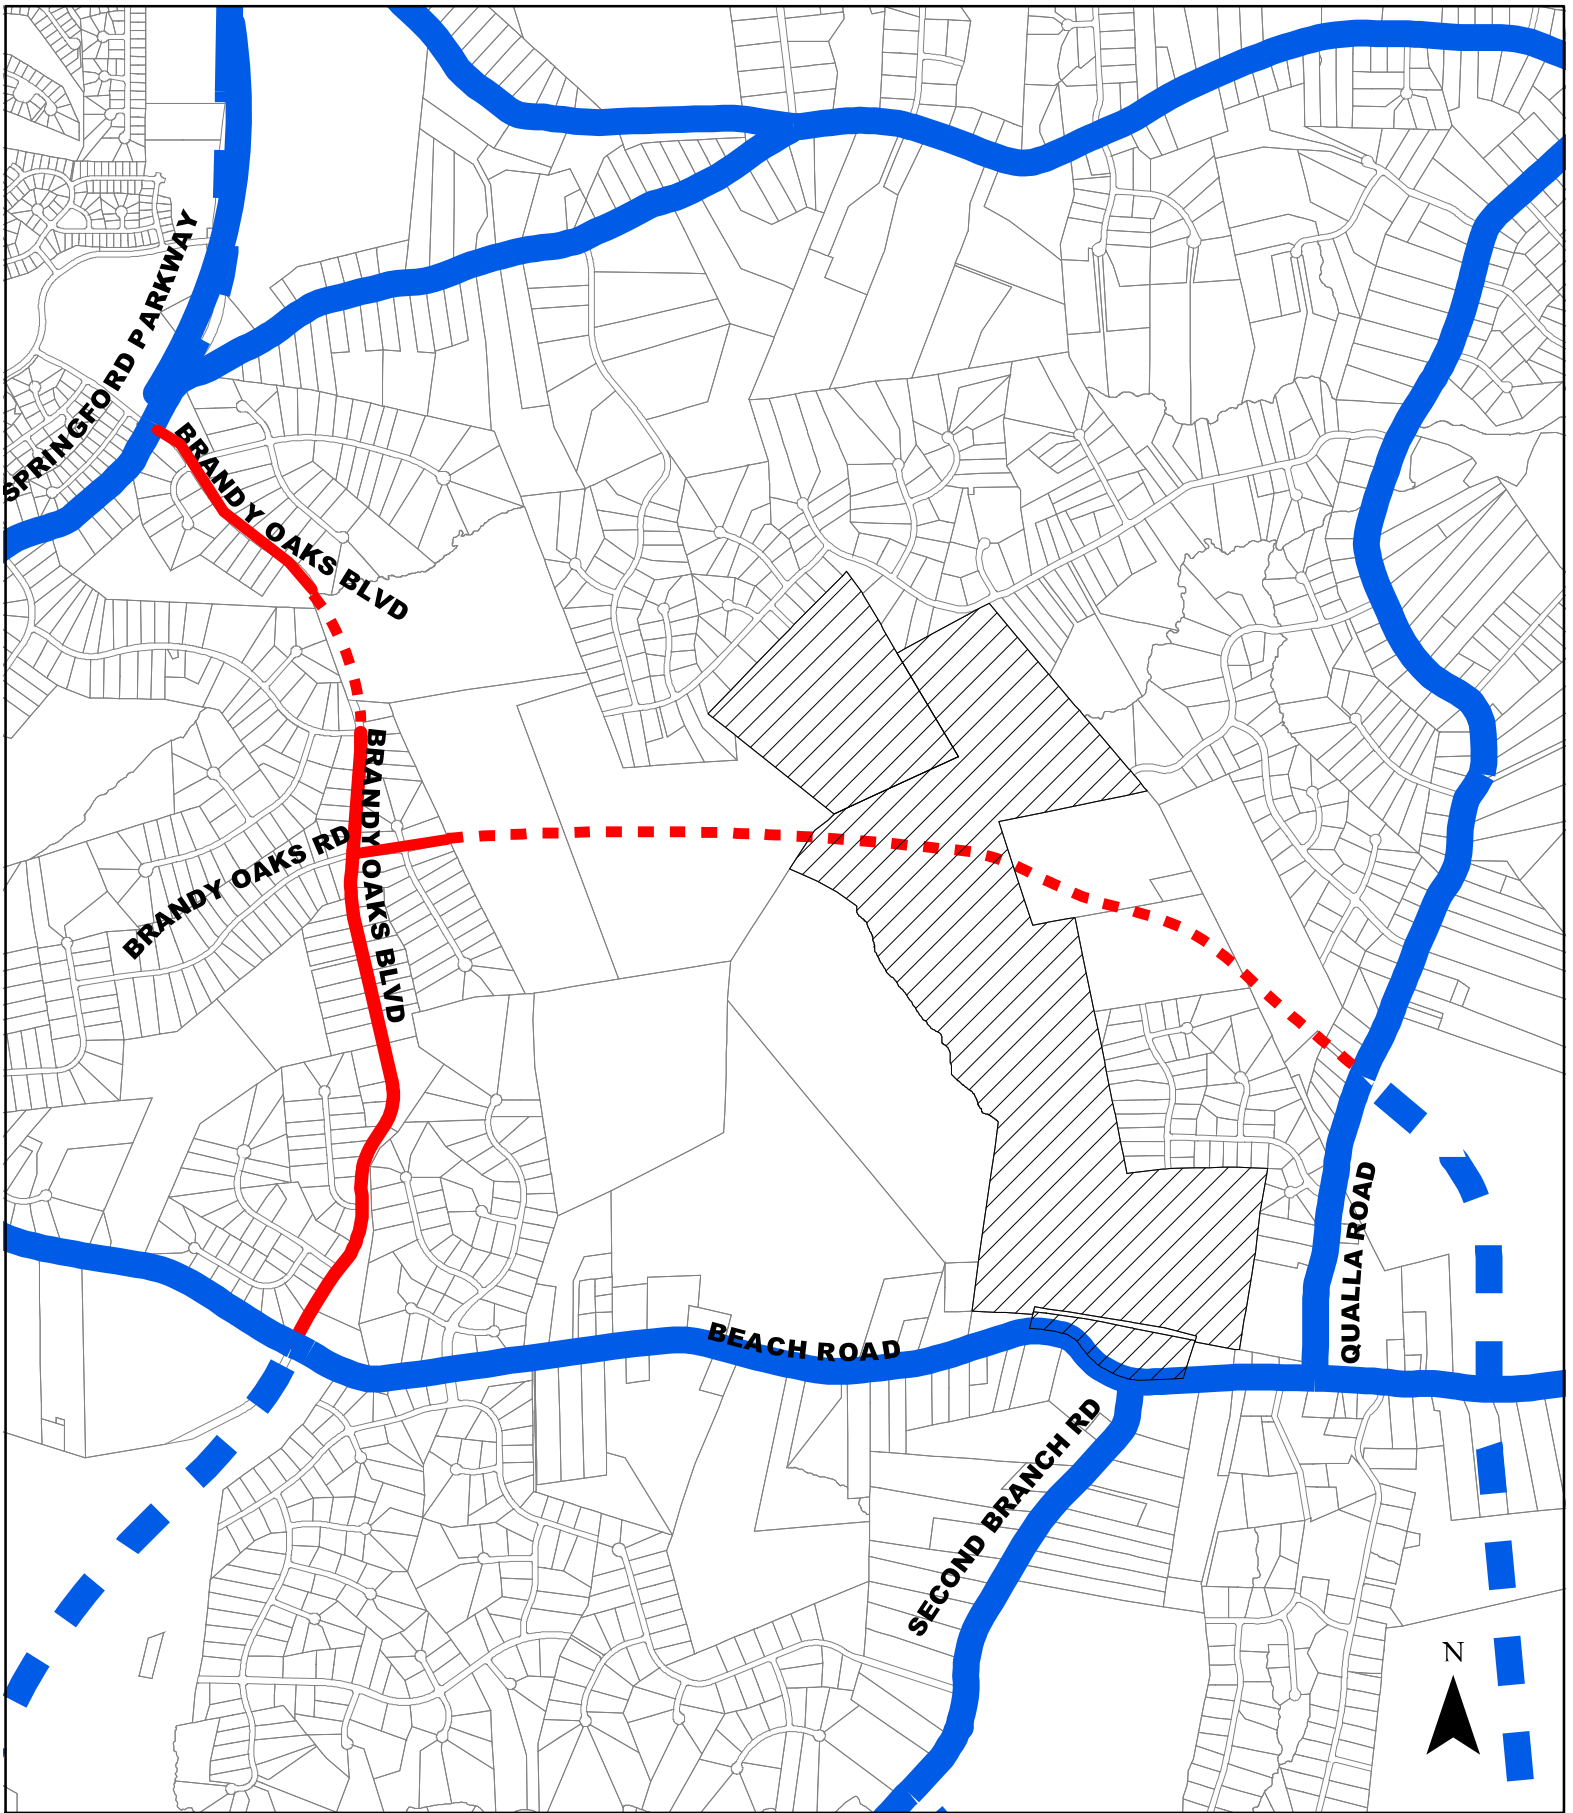 SPRINGFORD PARKWAY
BRANDY OAKS BLVD
BRANDY OAKS BLVD
BRANDY OAKS RD
QUALLA ROAD
BEACH ROAD
SECOND BRANCH RD
N